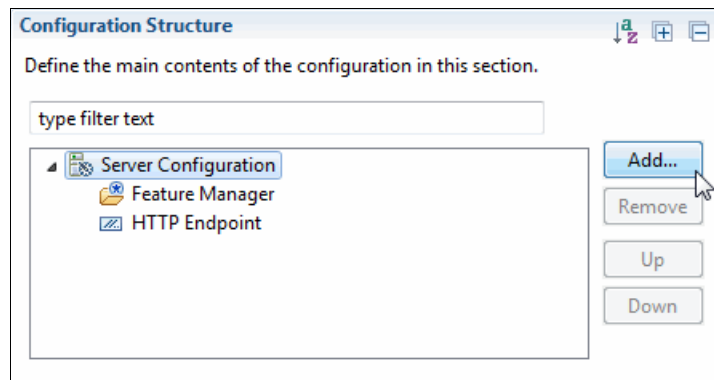 Configuration Structure
Define the main contents of the configuration in this section.
type filter text
Server Configuration
Feature Manager
HTTP Endpoint
Add...
Remove
Up
Down